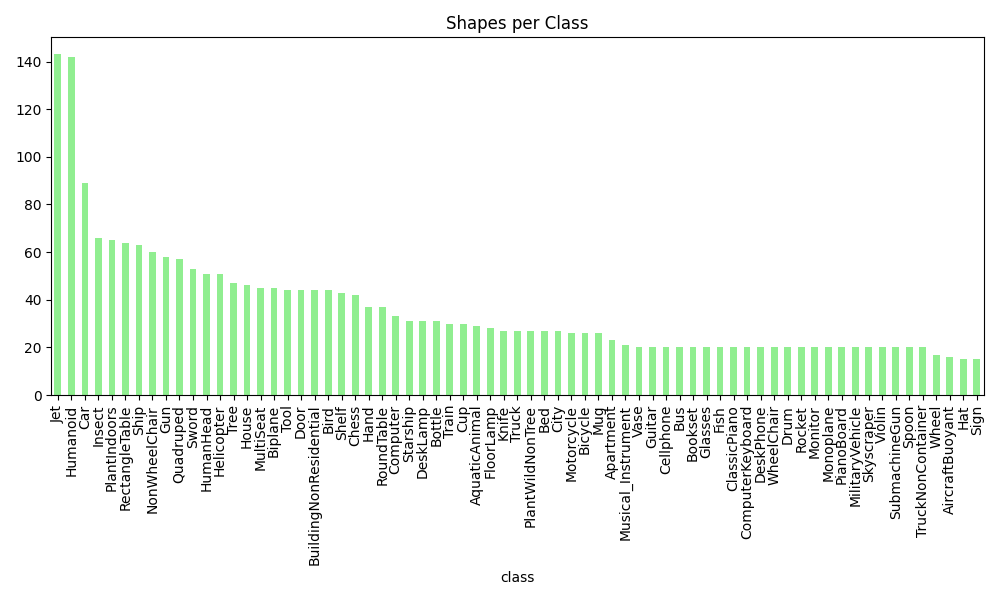 Shapes per Class
140
120
100
80
60
40
20
0
Jet
Humanoid
Car
Insect
PlantIndoors
RectangleTable
Ship
NonWheelChair
Gun
Quadruped
Sword
HumanHead
Helicopter
Tree
House
MultiSeat
Biplane
Tool
Door
BuildingNonResidential
Bird
Shelf
Chess
Hand
RoundTable
Computer
Starship
DeskLamp
Bottle
Train
Cup
AquaticAnimal
FloorLamp
Knife
Truck
PlantWildNonTree
Bed
City
Motorcycle
Bicycle
Mug
Apartment
Musical_Instrument
Vase
Guitar
Cellphone
Bus
Bookset
Glasses
Fish
ClassicPiano
ComputerKeyboard
DeskPhone
WheelChair
Drum
Rocket
Monitor
Monoplane
PianoBoard
MilitaryVehicle
Skyscraper
Violin
SubmachineGun
Spoon
TruckNonContainer
Wheel
AircraftBuoyant
Hat
Sign
class